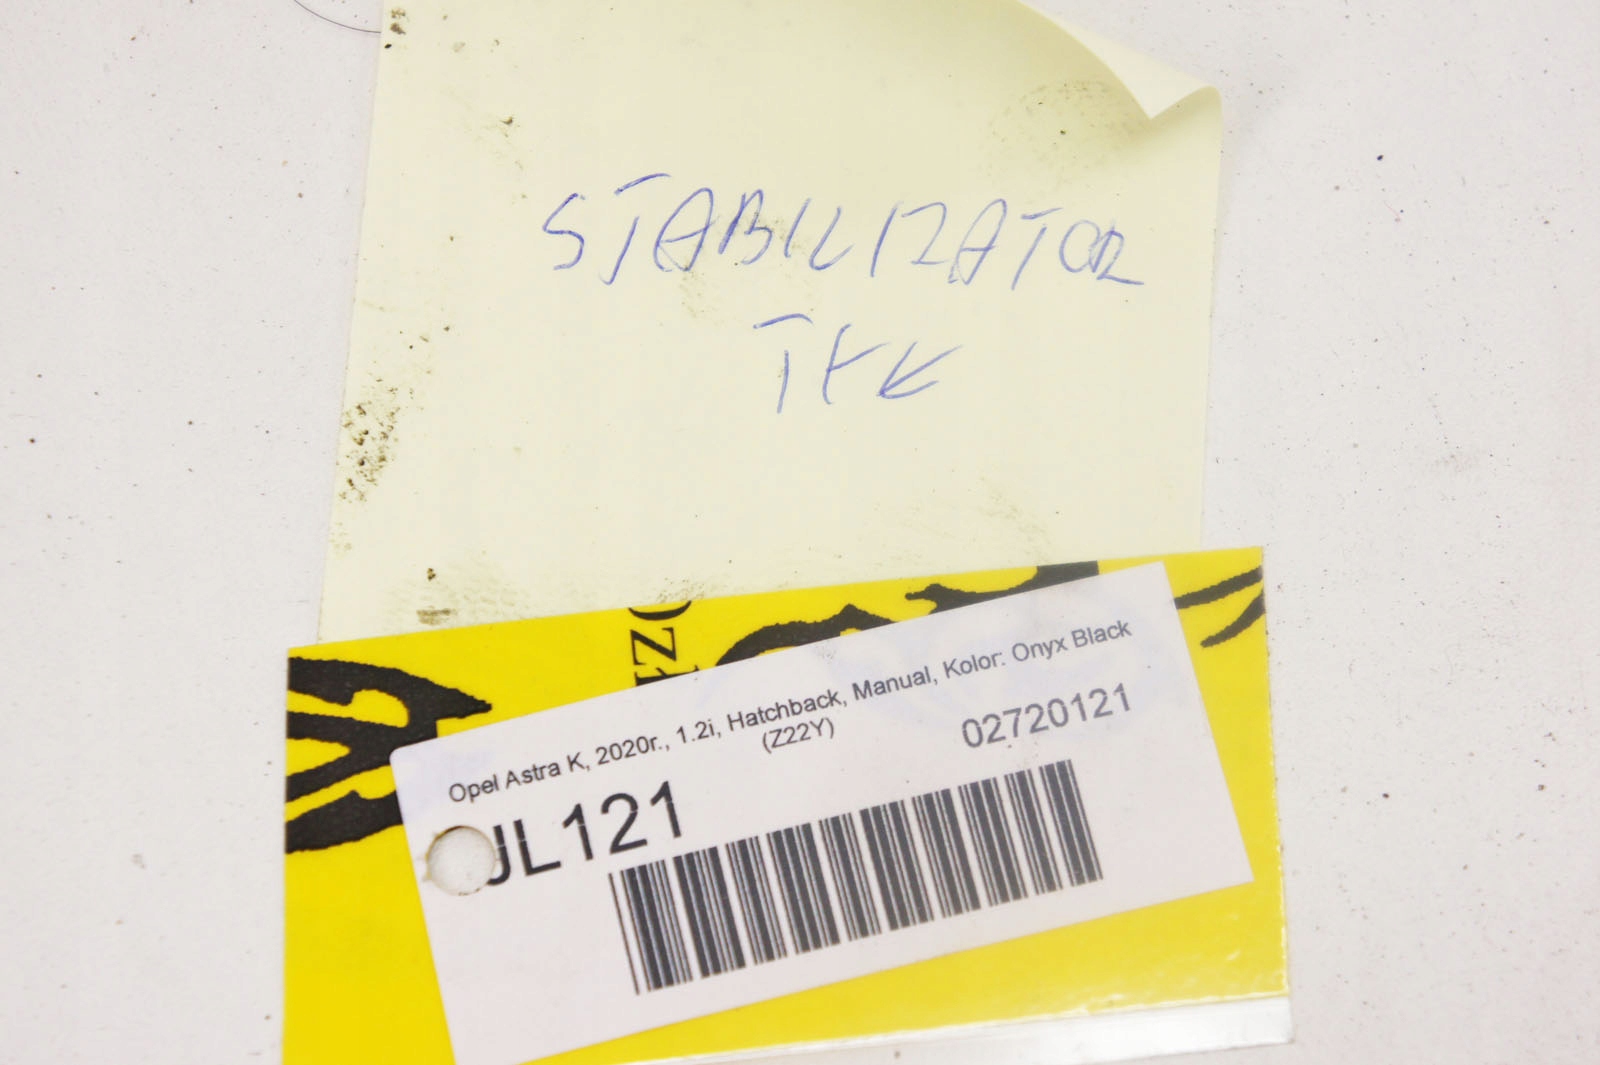 STABILIZATOR
TYŁ
Opel Astra K, 2020r., 1.2i, Hatchback, Manual, Kolor: Onyx Black
(Z22Y)
02720121
JL121